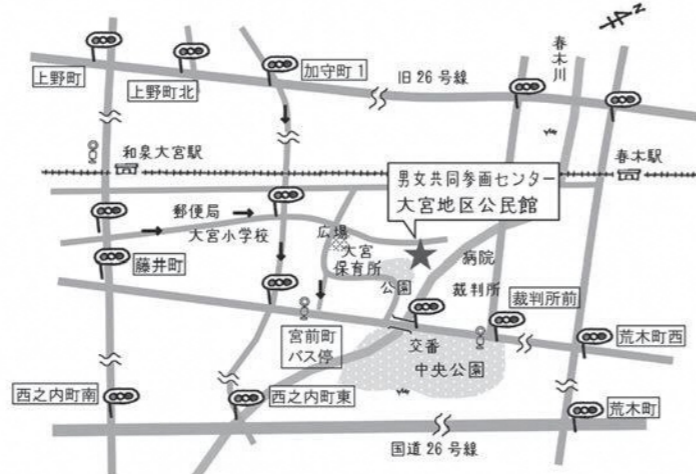 N
春木川
上野町
上野町北
加守町1
旧26号線
和泉大宮駅
春木駅
男女共同参画センター
大宮地区公民館
郵便局
大宮小学校
広場
大宮
保育所
藤井町
病院
公園
裁判所
裁判所前
宮前町
バス停
交番
中央公園
荒木町西
西之内町南
西之内町東
荒木町
国道26号線